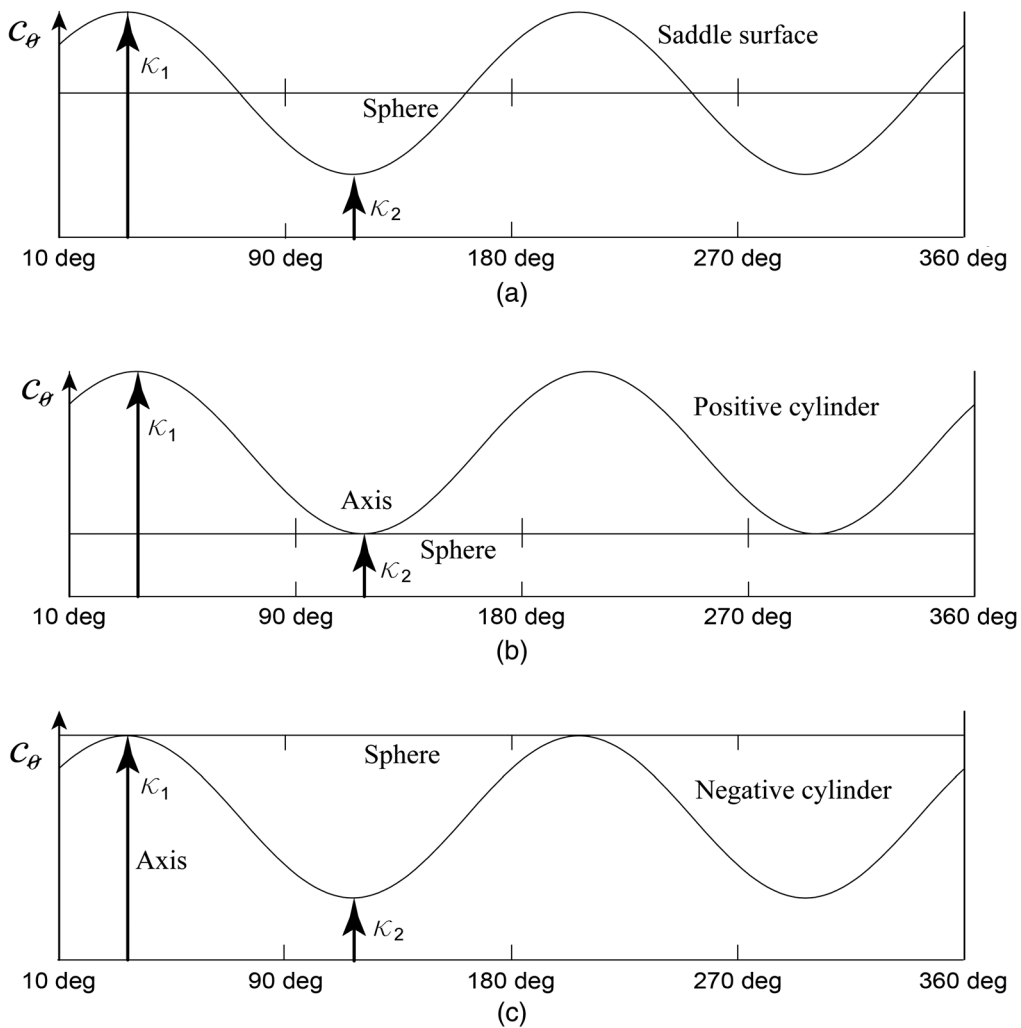 𝒞θ
κ1
Saddle surface
Sphere
κ2
10 deg 90 deg 180 deg 270 deg 360 deg
(a)
𝒞θ
κ1
Positive cylinder
Axis
Sphere
κ2
10 deg 90 deg 180 deg 270 deg 360 deg
(b)
𝒞θ
Sphere
κ1
Negative cylinder
Axis
κ2
10 deg 90 deg 180 deg 270 deg 360 deg
(c)